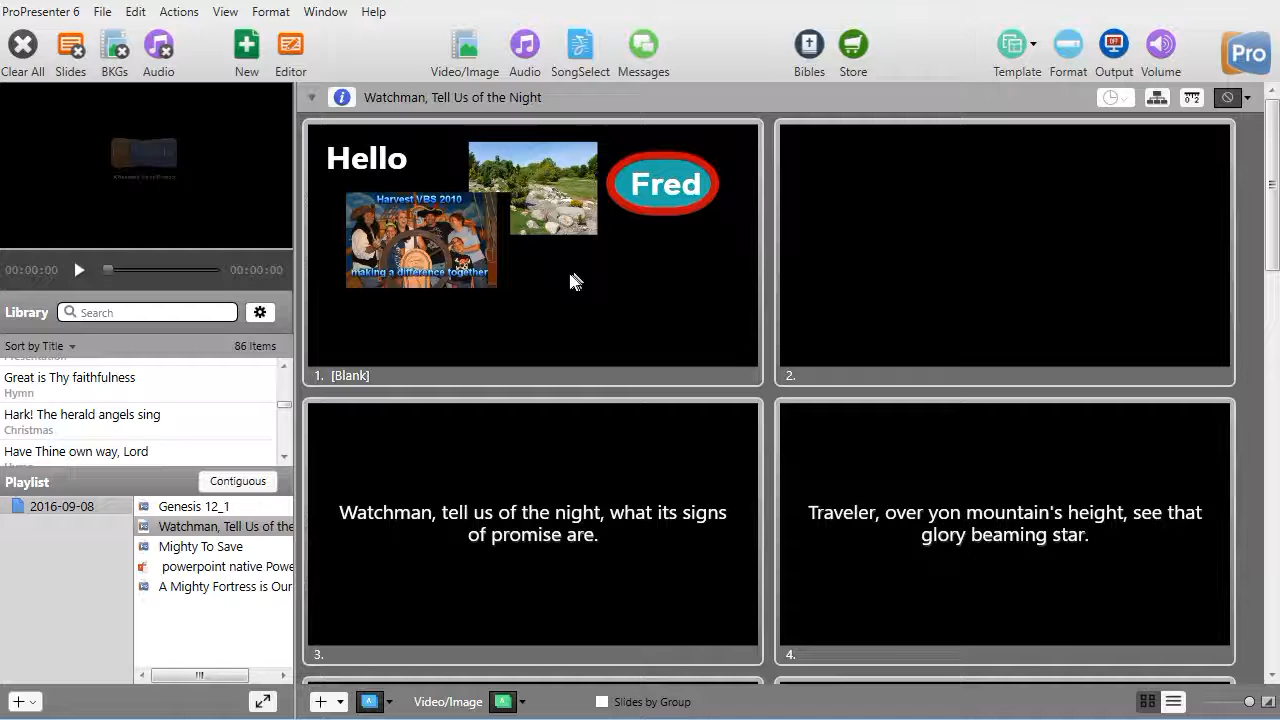 ProPresenter 6 File Edit Actions View Format Window Help
Clear All Slides BKGs Audio New Editor Video/Image Audio SongSelect Messages Bibles Store Template Format Output Volume Pro
Watchman, Tell Us of the Night
Hello
Fred
Harvest VBS 2010
making a difference together
1. [Blank]
2.
00:00:00 00:00:00
Library Search
Sort by Title 86 Items
Presentation
Great is Thy faithfulness
Hymn
Hark! The herald angels sing
Christmas
Have Thine own way, Lord
Hymn
Playlist Contiguous
2016-09-08
Genesis 12_1
Watchman, Tell Us of the
Mighty To Save
powerpoint native Powe
A Mighty Fortress is Our
Watchman, tell us of the night, what its signs
of promise are.
3.
Traveler, over yon mountain's height, see that
glory beaming star.
4.
Video/Image Slides by Group